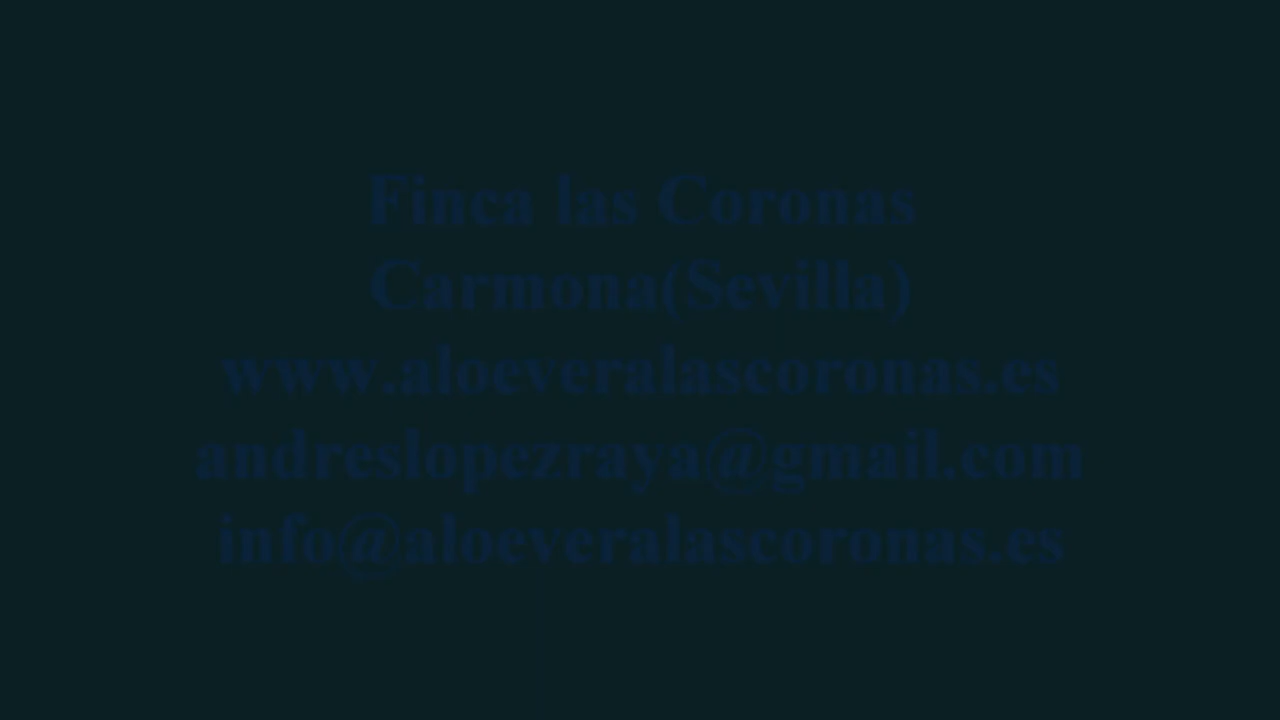 Finca las Coronas
Carmona(Sevilla)
www.aloeveralascoronas.es
andreslopezraya@gmail.com
info@aloeveralascoronas.es